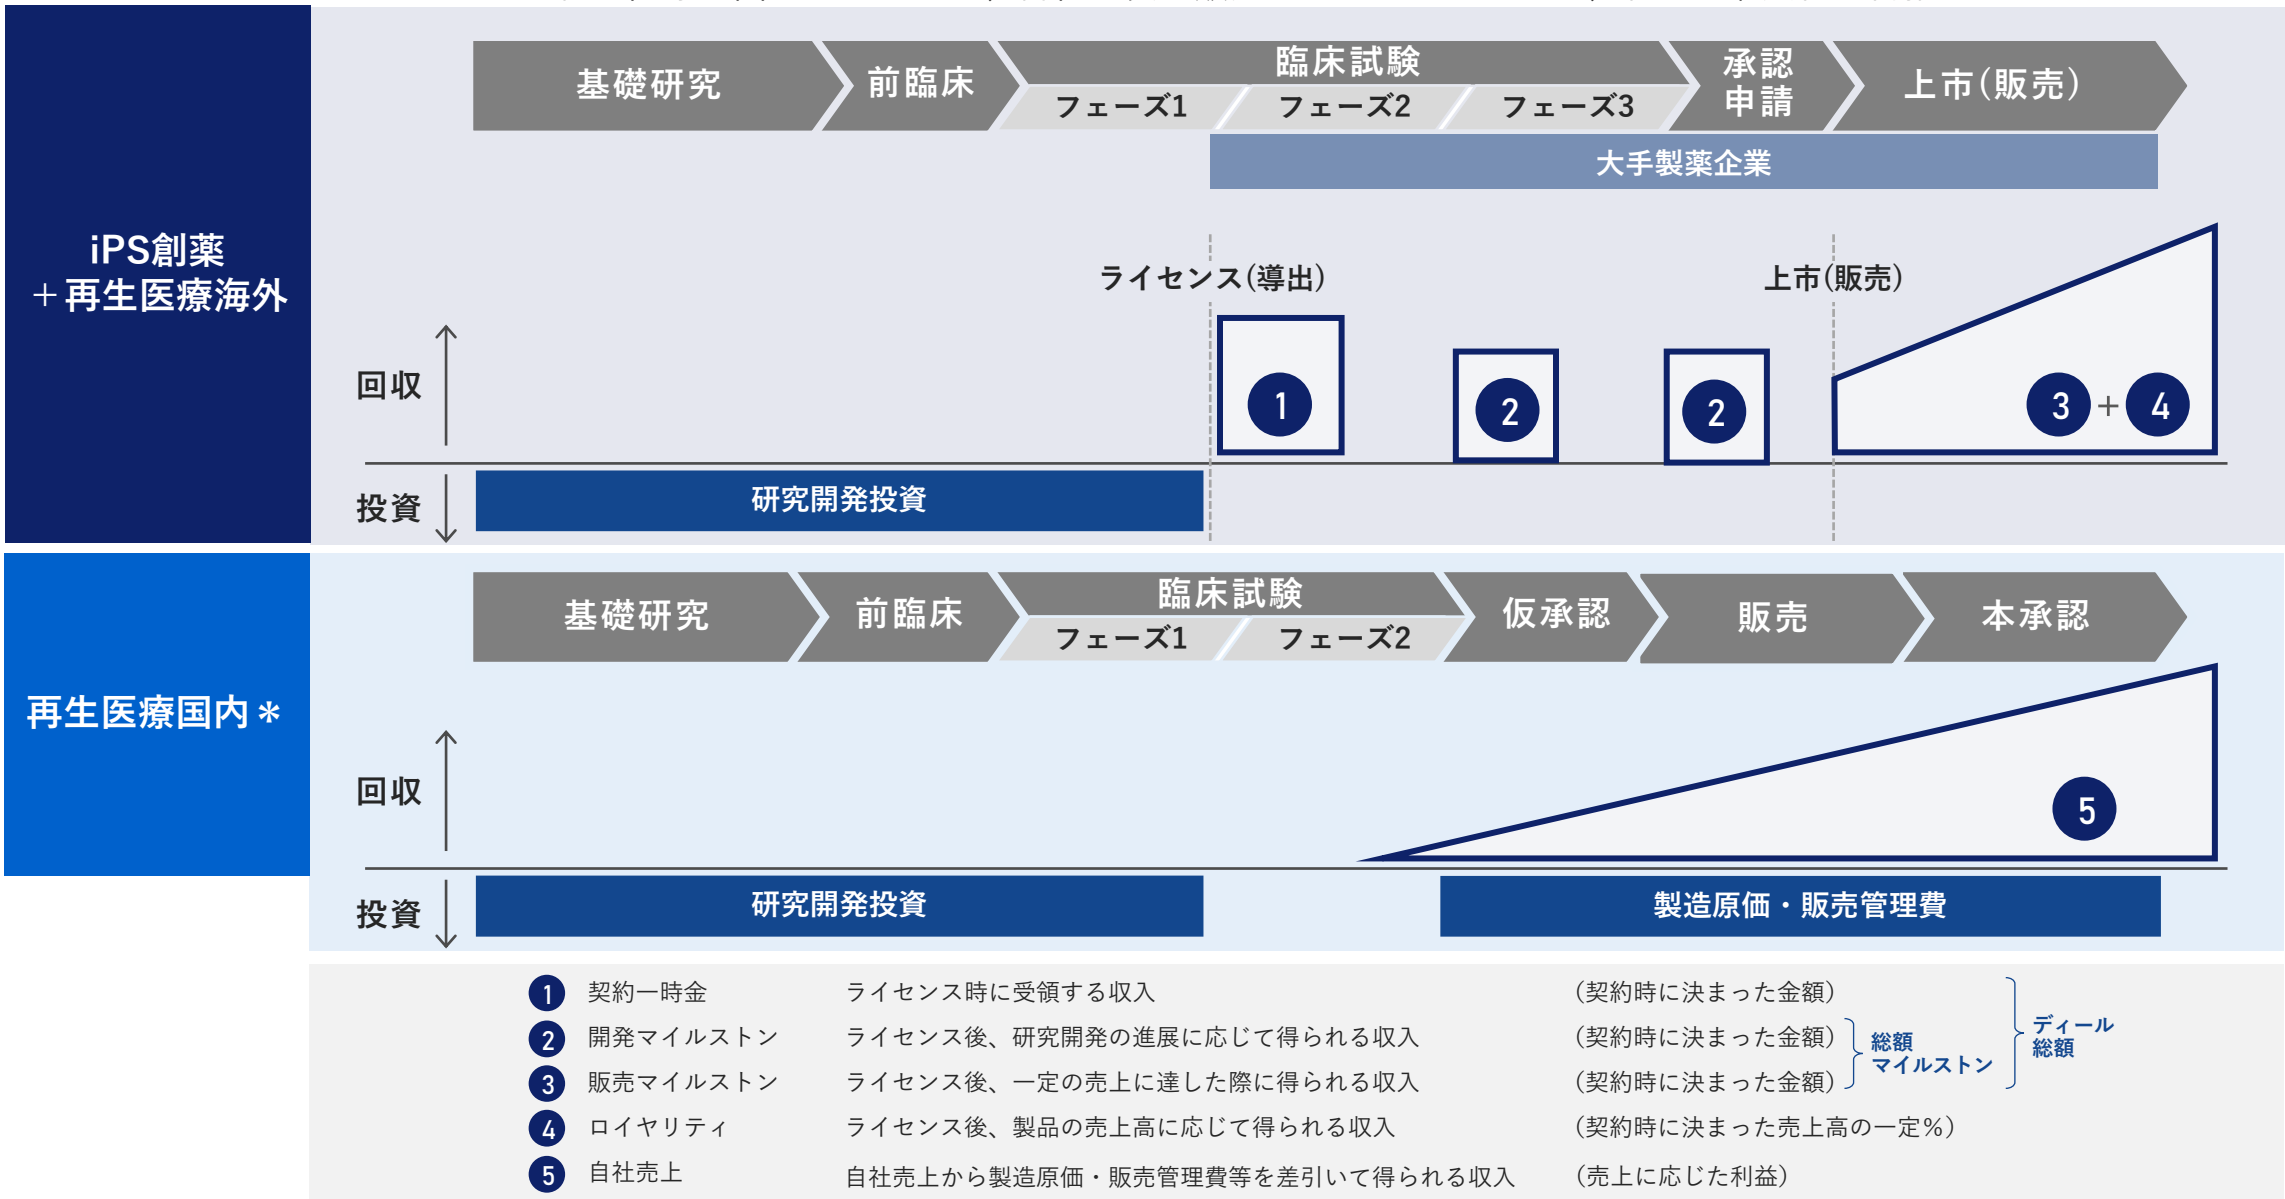 iPS創薬
＋再生医療海外
基礎研究
前臨床
臨床試験
フェーズ1
フェーズ2
フェーズ3
承認
申請
上市(販売)
大手製薬企業
ライセンス(導出)
上市(販売)
回収
1
2
2
3 + 4
投資
研究開発投資
再生医療国内＊
基礎研究
前臨床
臨床試験
フェーズ1
フェーズ2
仮承認
販売
本承認
回収
5
投資
研究開発投資
製造原価・販売管理費
1 契約一時金 ライセンス時に受領する収入 (契約時に決まった金額)
2 開発マイルストン ライセンス後、研究開発の進展に応じて得られる収入 (契約時に決まった金額)
3 販売マイルストン ライセンス後、一定の売上に達した際に得られる収入 (契約時に決まった金額)
総額
マイルストン
ディール
総額
4 ロイヤリティ ライセンス後、製品の売上高に応じて得られる収入 (契約時に決まった売上高の一定%)
5 自社売上 自社売上から製造原価・販売管理費等を差引いて得られる収入 (売上に応じた利益)